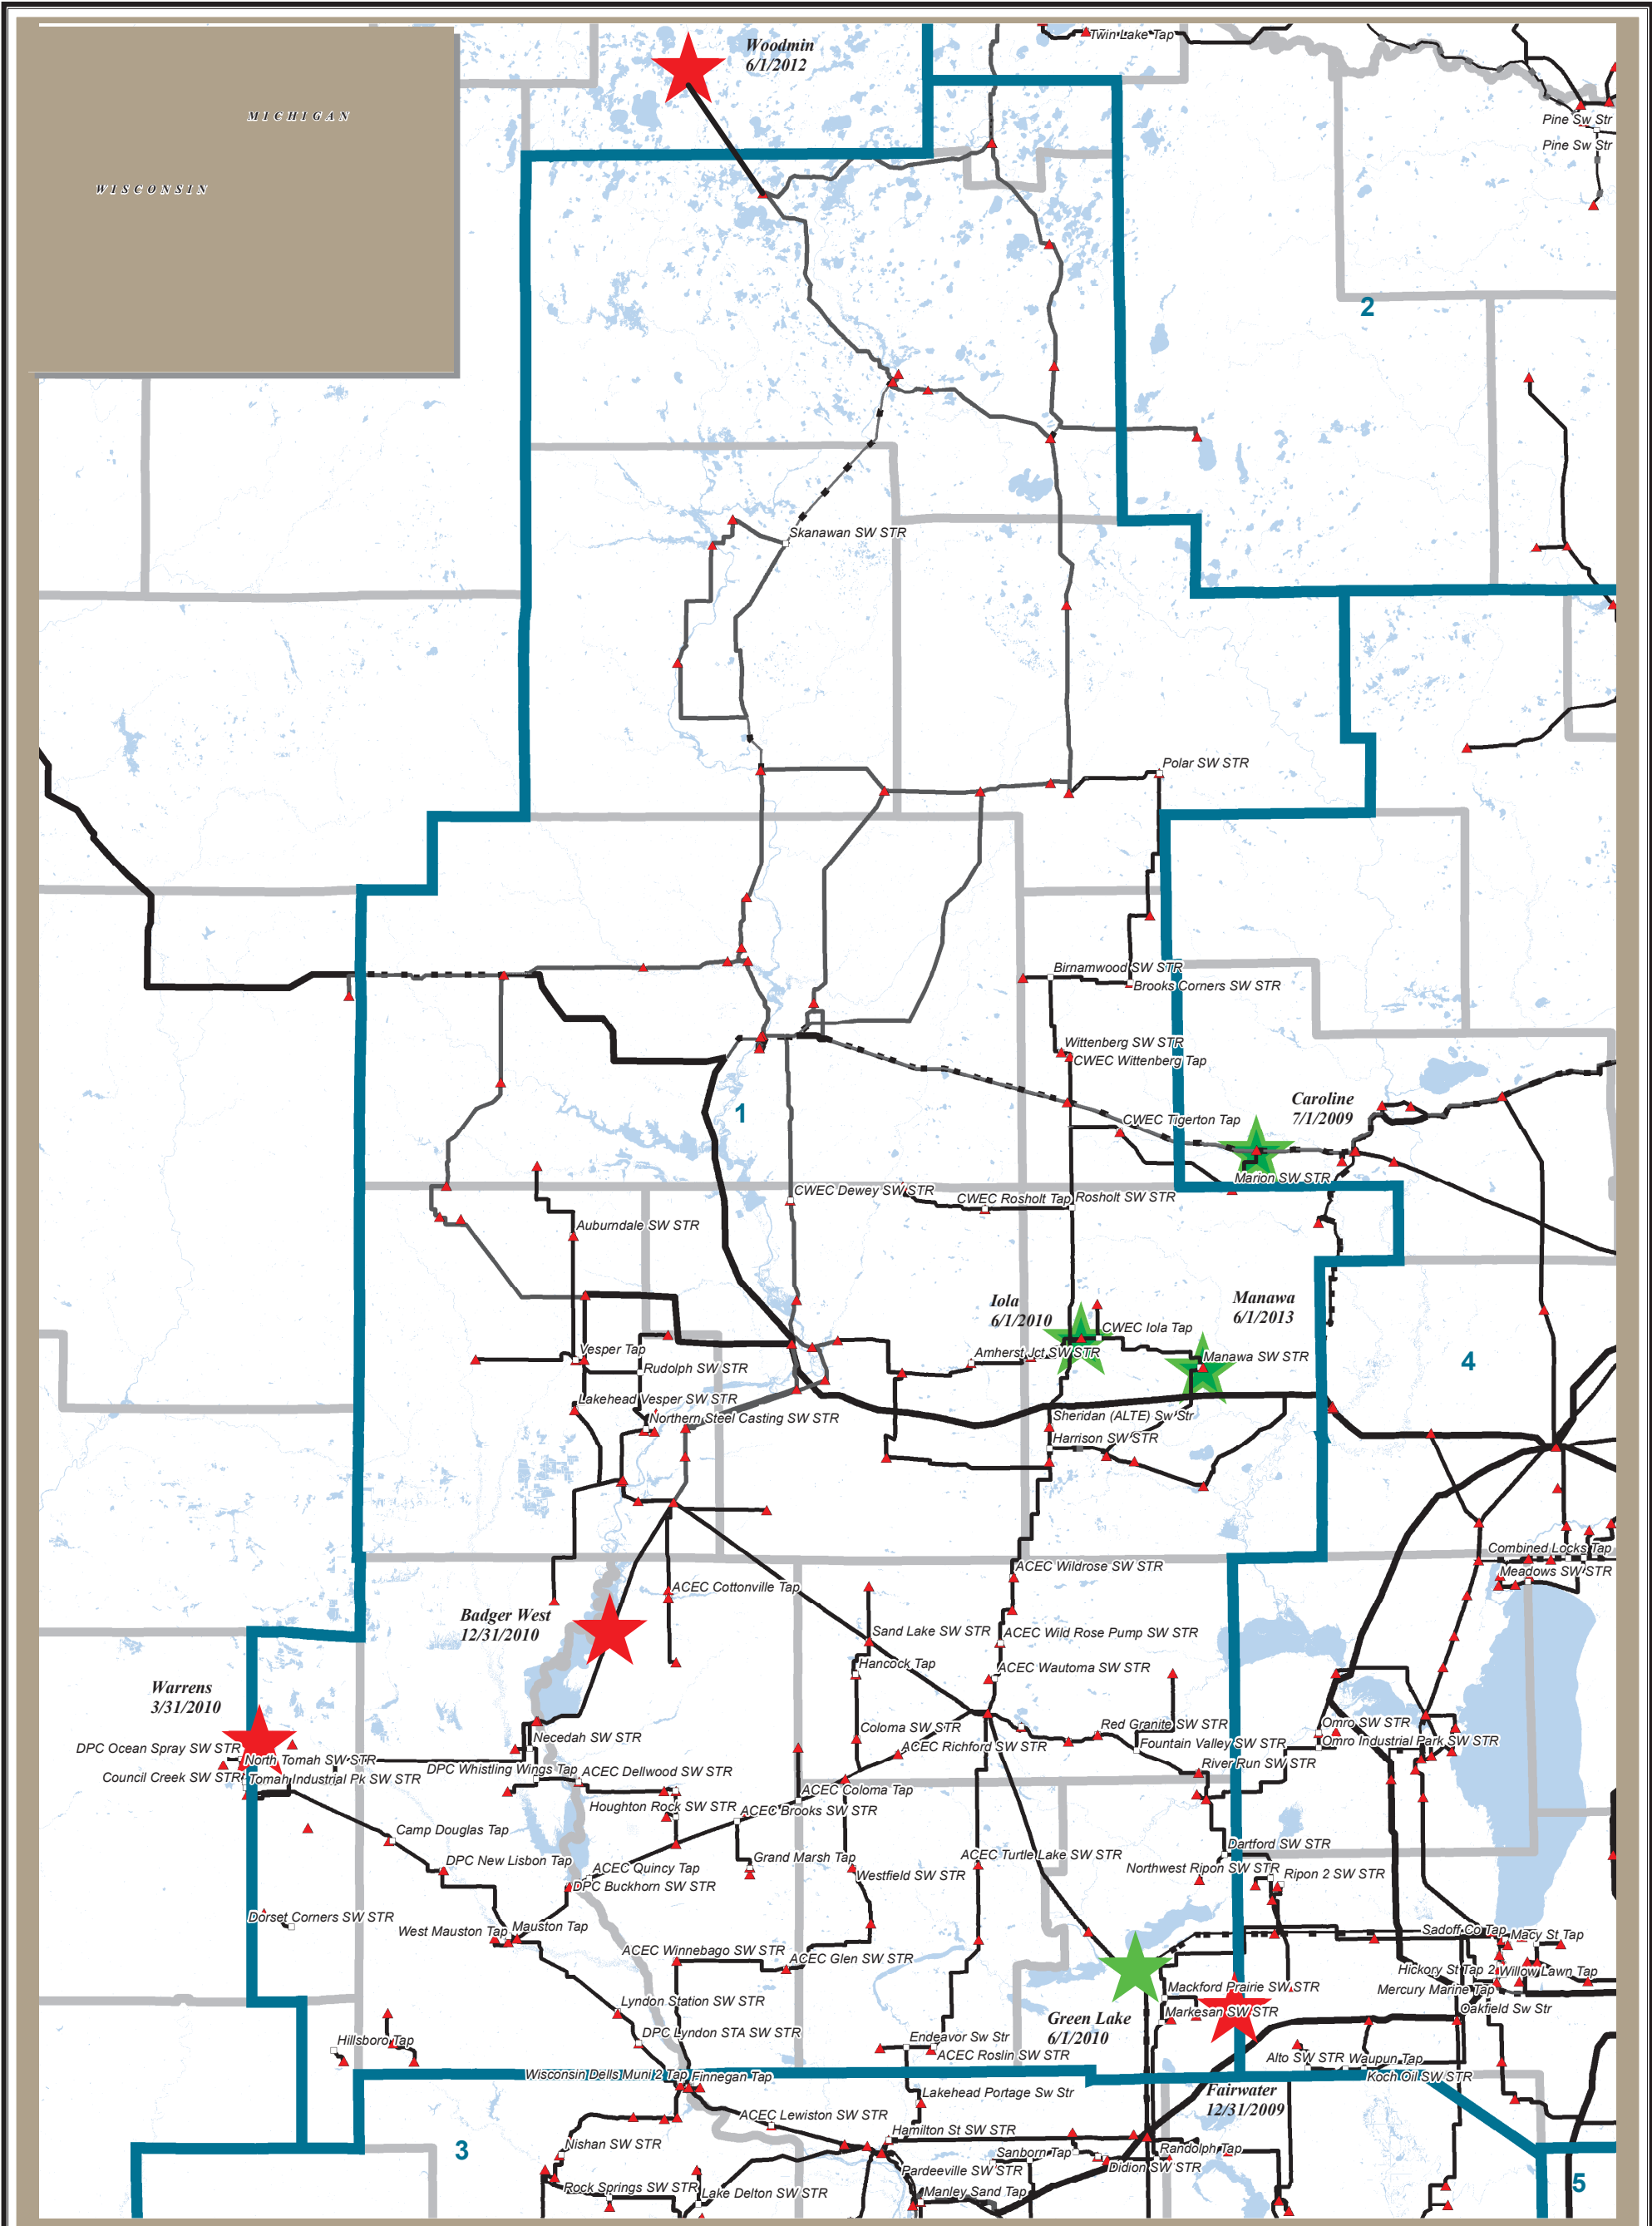 Woodmin
6/1/2012
Twin Lake Tap
MICHIGAN
Pine Sw Str
Pine Sw Str
WISCONSIN
2
Skanawan SW STR
Polar SW STR
Birnamwood SW STR
Brooks Corners SW STR
Wittenberg SW STR
CWEC Wittenberg Tap
1
Caroline
7/1/2009
CWEC Tigerton Tap
Marion SW STR
CWEC Dewey SW STR
CWEC Rosholt Tap
Rosholt SW STR
Auburndale SW STR
Iola
6/1/2010
Manawa
6/1/2013
CWEC Iola Tap
Amherst Jct SW STR
Manawa SW STR
4
Vesper Tap
Rudolph SW STR
Lakehead Vesper SW STR
Northern Steel Casting SW STR
Sheridan (ALTE) Sw Str
Harrison SW STR
Combined Locks Tap
Meadows SW STR
ACEC Wildrose SW STR
ACEC Cottonville Tap
Badger West
12/31/2010
Sand Lake SW STR
ACEC Wild Rose Pump SW STR
Hancock Tap
ACEC Wautoma SW STR
Warrens
3/31/2010
Coloma SW STR
Red Granite SW STR
Omro SW STR
Necedah SW STR
ACEC Richford SW STR
Fountain Valley SW STR
Omro Industrial Park SW STR
DPC Ocean Spray SW STR
North Tomah SW STR
River Run SW STR
Council Creek SW STR
Tomah Industrial Pk SW STR
DPC Whistling Wings Tap
ACEC Dellwood SW STR
ACEC Coloma Tap
Houghton Rock SW STR
ACEC Brooks SW STR
Camp Douglas Tap
Dartford SW STR
DPC New Lisbon Tap
Grand Marsh Tap
ACEC Turtle Lake SW STR
ACEC Quincy Tap
Westfield SW STR
Northwest Ripon SW STR
Ripon 2 SW STR
DPC Buckhorn SW STR
Dorset Corners SW STR
West Mauston Tap
Mauston Tap
Sadoff Co Tap
Macy St Tap
ACEC Winnebago SW STR
ACEC Glen SW STR
Hickory St Tap 2
Willow Lawn Tap
Mackford Prairie SW STR
Mercury Marine Tap
Lyndon Station SW STR
Markesan SW STR
Oakfield Sw Str
Green Lake
6/1/2010
DPC Lyndon STA SW STR
Hillsboro Tap
Endeavor Sw Str
ACEC Roslin SW STR
Alto SW STR
Waupun Tap
Wisconsin Dells Muni 2 Tap
Finnegan Tap
Koch Oil SW STR
Fairwater
12/31/2009
Lakehead Portage Sw Str
ACEC Lewiston SW STR
Hamilton St SW STR
3
Nishan SW STR
Sanborn Tap
Randolph Tap
Pardeeville SW STR
Didion SW STR
5
Rock Springs SW STR
Lake Delton SW STR
Manley Sand Tap